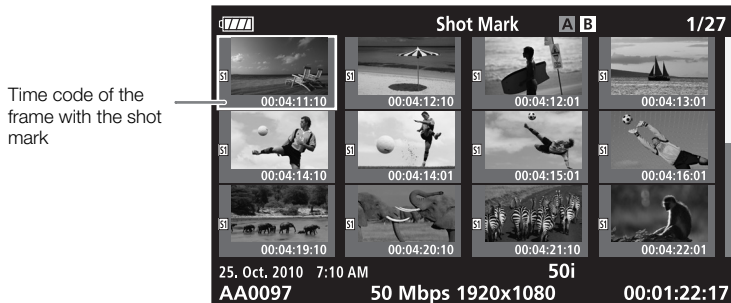 Shot Mark A B 1/27
Time code of the
frame with the shot
mark
S1 S1 S1 S1
00:04:11:10 00:04:12:10 00:04:12:01 00:04:13:01
S1 S1 S1 S1
00:04:14:10 00:04:14:01 00:04:15:01 00:04:16:01
S1 S1 S1 S1
00:04:19:10 00:04:20:10 00:04:21:10 00:04:22:01
25. Oct. 2010 7:10 AM 50i
AA0097 50 Mbps 1920x1080 00:01:22:17